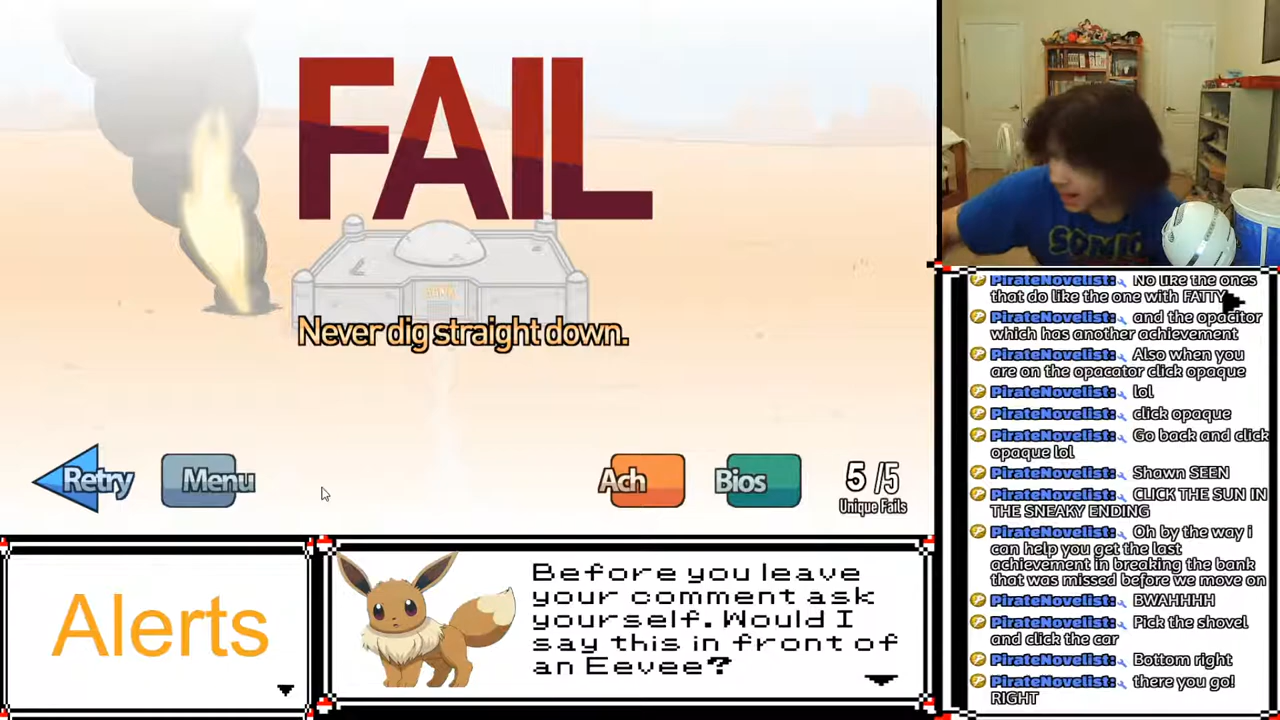 FAIL
BANK
Never dig straight down.
Retry
Menu
Ach
Bios
5/5
Unique Fails
Alerts
Before you leave
your comment ask
yourself. Would I
say this in front of
an Eevee?
SONIC
PirateNovelist: No like the ones
that do like the one with FATTY
PirateNovelist: and the opacitor
which has another achievement
PirateNovelist: Also when you
are on the opacator click opaque
PirateNovelist: lol
PirateNovelist: click opaque
PirateNovelist: Go back and click
opaque lol
PirateNovelist: Shawn SEEN
PirateNovelist: CLICK THE SUN IN
THE SNEAKY ENDING
PirateNovelist: Oh by the way i
can help you get the last
achievement in breaking the bank
that was missed before we move on
PirateNovelist: BWAHHHH
PirateNovelist: Pick the shovel
and click the car
PirateNovelist: Bottom right
PirateNovelist: there you go!
RIGHT